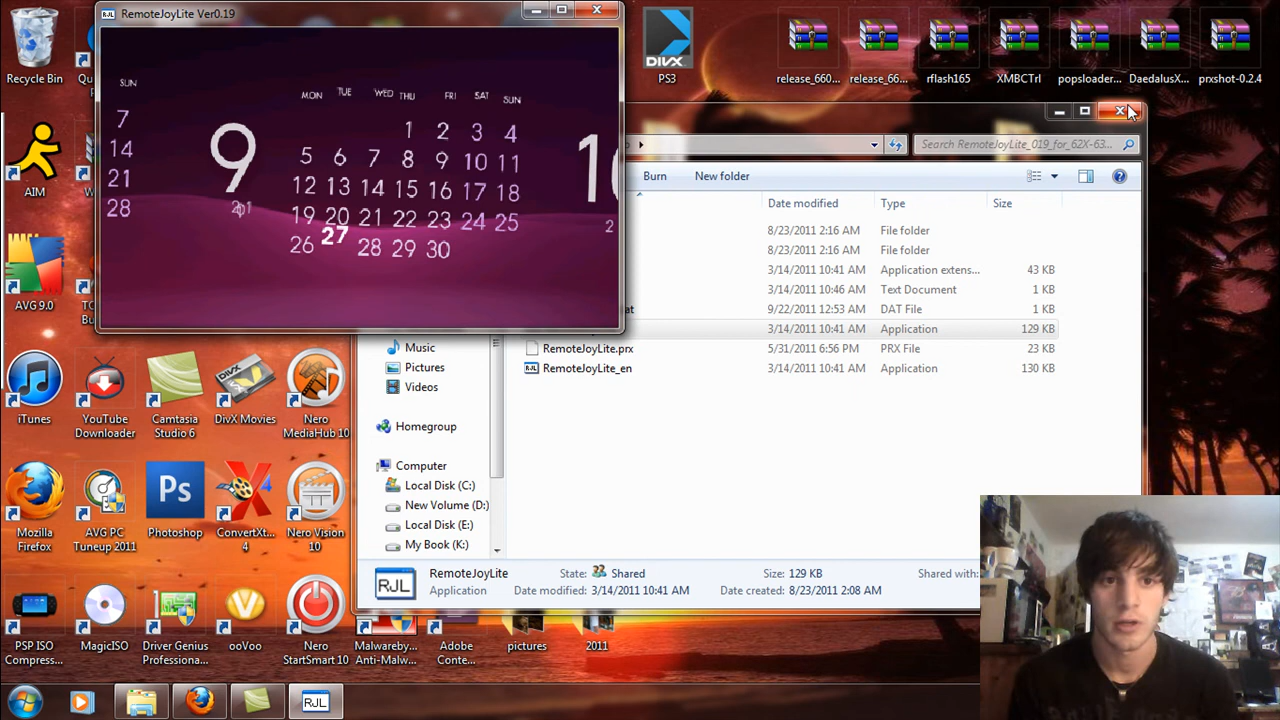 RemoteJoyLite Ver0.19
SUN
7
14
21
28
9
201
MON TUE WED THU FRI SAT SUN
1 2 3 4
5 6 7 8 9 10 11
12 13 14 15 16 17 18
19 20 21 22 23 24 25
26 27 28 29 30
10
2
Recycle Bin
PS3
release_660...
release_66...
rflash165
XMBCTrl
popsloader...
DaedalusX...
prxshot-0.2.4
Search RemoteJoyLite_019_for_62X-63...
Burn
New folder
Date modified
Type
Size
8/23/2011 2:16 AM File folder
8/23/2011 2:16 AM File folder
3/14/2011 10:41 AM Application extens... 43 KB
3/14/2011 10:46 AM Text Document 1 KB
at 9/22/2011 12:53 AM DAT File 1 KB
3/14/2011 10:41 AM Application 129 KB
RemoteJoyLite.prx 5/31/2011 6:56 PM PRX File 23 KB
RJL RemoteJoyLite_en 3/14/2011 10:41 AM Application 130 KB
Music
Pictures
Videos
Homegroup
Computer
Local Disk (C:)
New Volume (D:)
Local Disk (E:)
My Book (K:)
RJL
RemoteJoyLite
State: Shared
Size: 129 KB
Shared with:
Application
Date modified: 3/14/2011 10:41 AM
Date created: 8/23/2011 2:08 AM
AIM
AVG 9.0
iTunes
YouTube
Downloader
Camtasia
Studio 6
DivX Movies
Nero
MediaHub 10
Mozilla
Firefox
AVG PC
Tuneup 2011
Ps
Photoshop
ConvertXt...
4
Nero Vision
10
PSP ISO
Compress...
MagicISO
Driver Genius
Professiona...
ooVoo
Nero
StartSmart 10
Malwareby...
Anti-Malw...
Adobe
Conte...
pictures
2011
DIVX
RJL